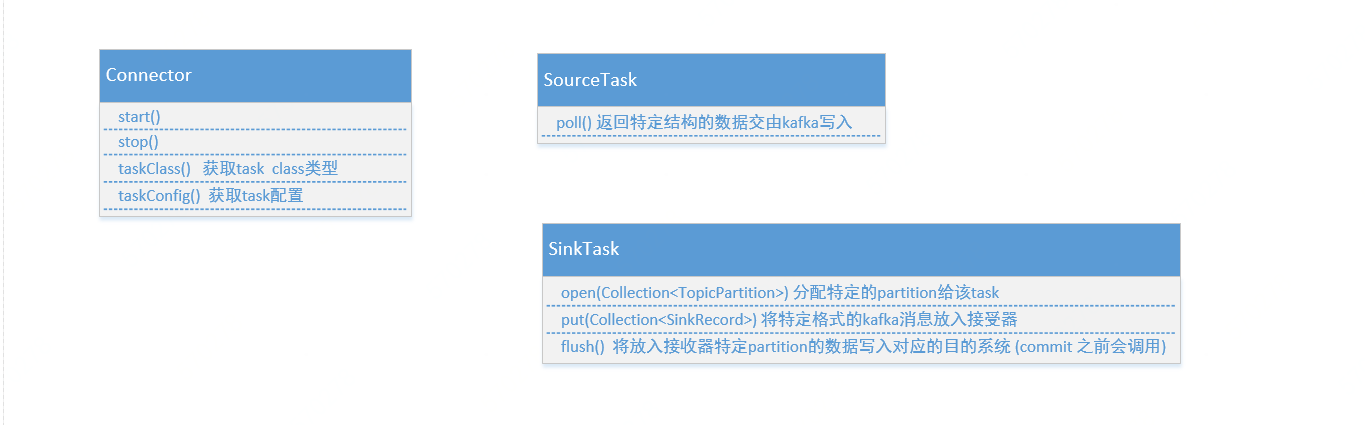 Connector
start()
stop()
taskClass() 获取task class类型
taskConfig() 获取task配置
SourceTask
poll() 返回特定结构的数据交由kafka写入
SinkTask
open(Collection<TopicPartition>) 分配特定的partition给该task
put(Collection<SinkRecord>) 将特定格式的kafka消息放入接受器
flush() 将放入接收器特定partition的数据写入对应的目的系统 (commit 之前会调用)